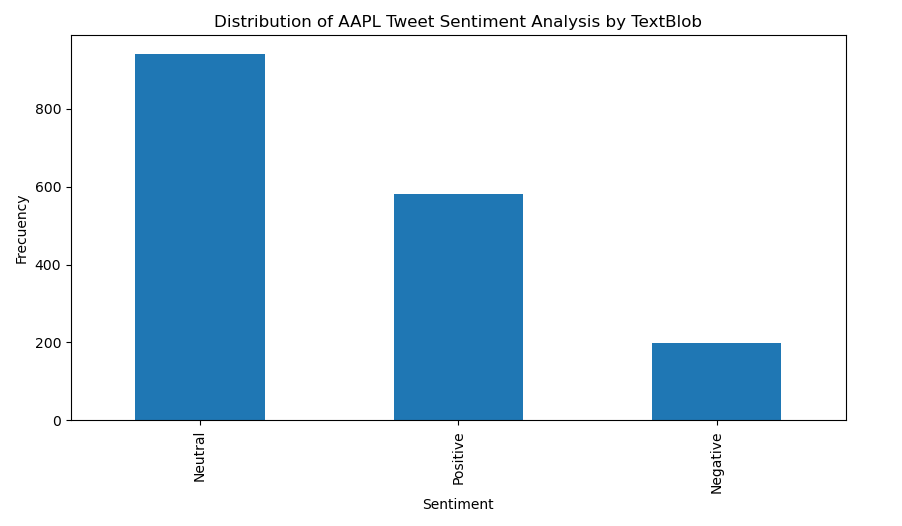 Distribution of AAPL Tweet Sentiment Analysis by TextBlob
Frecuency
800
600
400
200
0
Neutral
Positive
Negative
Sentiment